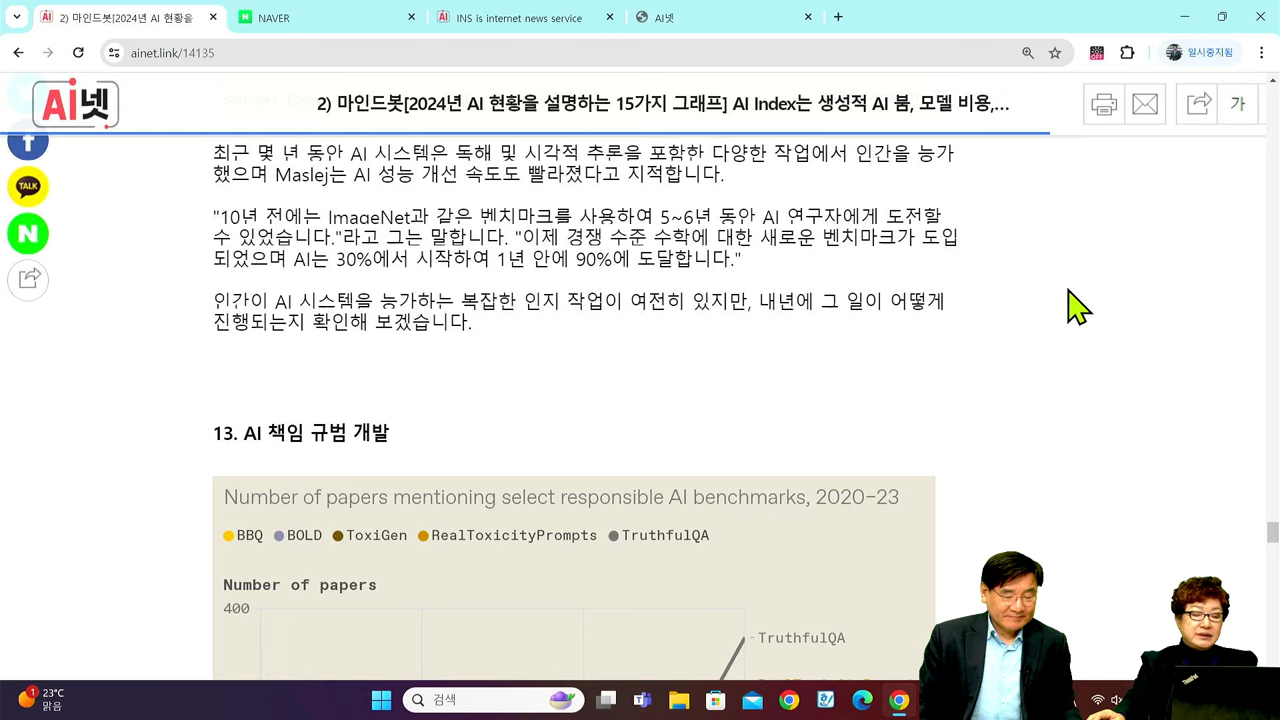 2) 마인드봇[2024년 AI 현황을
NAVER
INS is internet news service
AI넷
ainet.link/14135
OFF
일시중지됨
AI넷
2) 마인드봇[2024년 AI 현황을 설명하는 15가지 그래프] AI Index는 생성적 AI 붐, 모델 비용,...
가
f
TALK
N
최근 몇 년 동안 AI 시스템은 독해 및 시각적 추론을 포함한 다양한 작업에서 인간을 능가
했으며 Maslej는 AI 성능 개선 속도도 빨라졌다고 지적합니다.
"10년 전에는 ImageNet과 같은 벤치마크를 사용하여 5~6년 동안 AI 연구자에게 도전할
수 있었습니다."라고 그는 말합니다. "이제 경쟁 수준 수학에 대한 새로운 벤치마크가 도입
되었으며 AI는 30%에서 시작하여 1년 안에 90%에 도달합니다."
인간이 AI 시스템을 능가하는 복잡한 인지 작업이 여전히 있지만, 내년에 그 일이 어떻게
진행되는지 확인해 보겠습니다.
13. AI 책임 규범 개발
Number of papers mentioning select responsible AI benchmarks, 2020–23
BBQ BOLD ToxiGen RealToxicityPrompts TruthfulQA
Number of papers
400
TruthfulQA
1
23°C
맑음
검색
ThinkPad